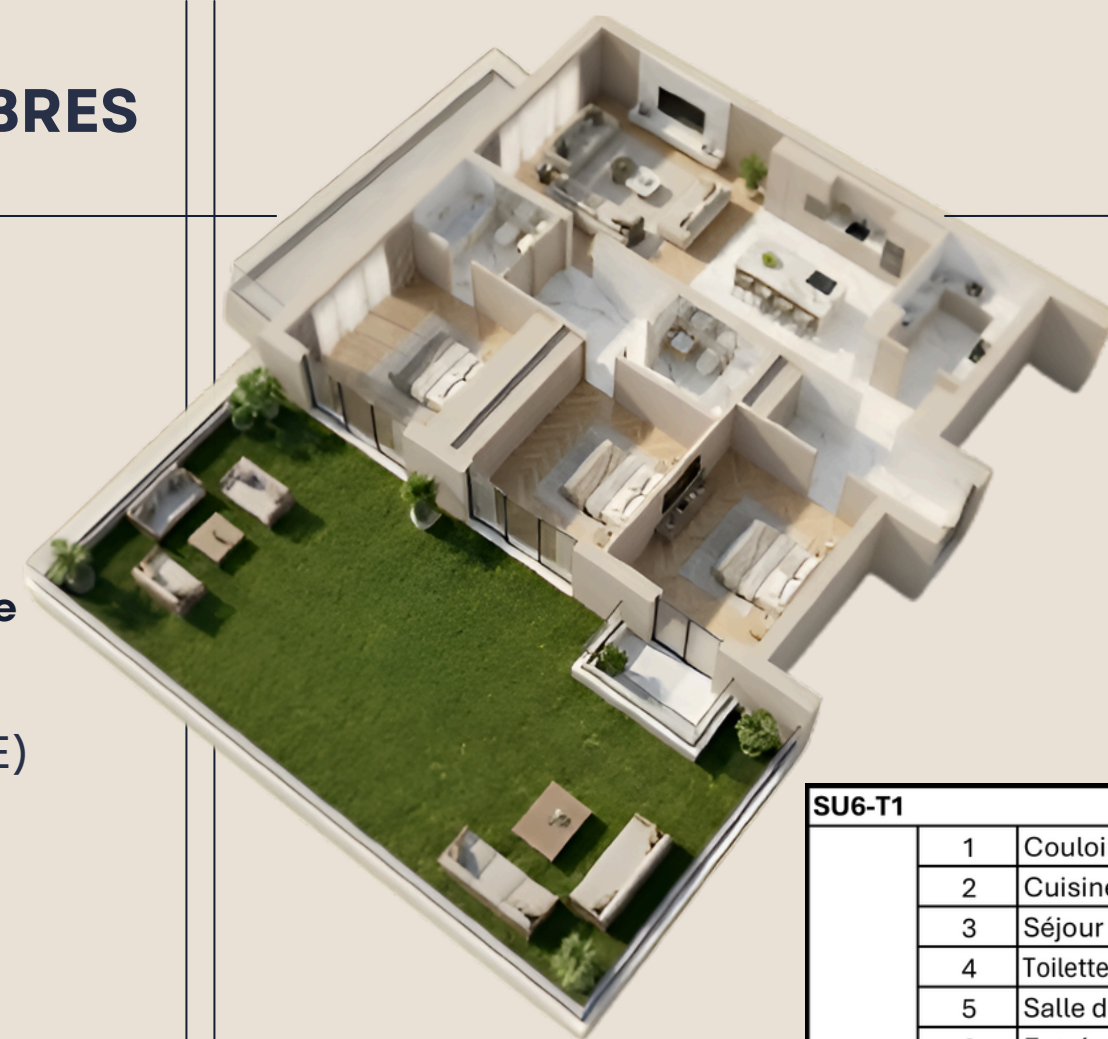 BRES
e
E)
SU6-T1
1 Couloi
2 Cuisine
3 Séjour
4 Toilette
5 Salle d